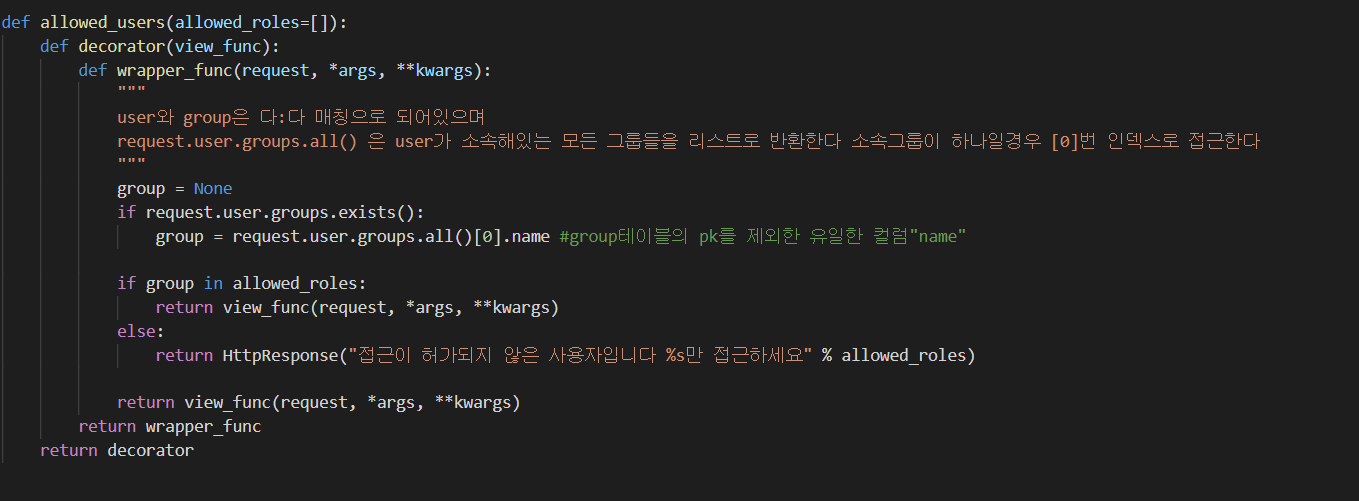 def allowed_users(allowed_roles=[]):
    def decorator(view_func):
        def wrapper_func(request, *args, **kwargs):
            """
            user와 group은 다:다 매칭으로 되어있으며
            request.user.groups.all() 은 user가 소속해있는 모든 그룹들을 리스트로 반환한다 소속그룹이 하나일경우 [0]번 인덱스로 접근한다
            """
            group = None
            if request.user.groups.exists():
                group = request.user.groups.all()[0].name #group테이블의 pk를 제외한 유일한 컬럼"name"

            if group in allowed_roles:
                return view_func(request, *args, **kwargs)
            else:
                return HttpResponse("접근이 허가되지 않은 사용자입니다 %s만 접근하세요" % allowed_roles)

            return view_func(request, *args, **kwargs)
        return wrapper_func
    return decorator